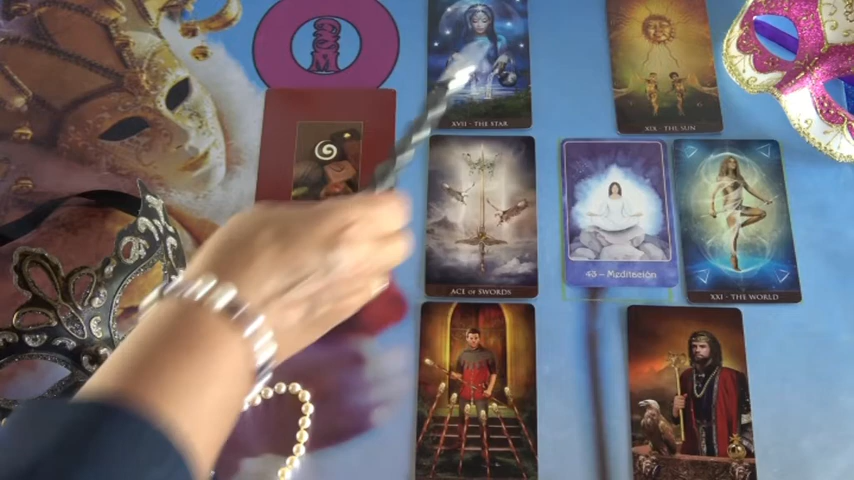 XVII - THE STAR
XIX - THE SUN
ACE OF SWORDS
43 - Meditación
XXI - THE WORLD